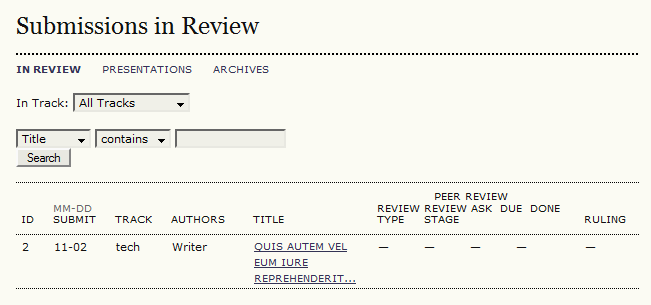 Submissions in Review
IN REVIEW PRESENTATIONS ARCHIVES
In Track: All Tracks
Title contains
Search
PEER REVIEW
MM-DD REVIEW REVIEW ASK DUE DONE
ID SUBMIT TRACK AUTHORS TITLE TYPE STAGE RULING
2 11-02 tech Writer QUIS AUTEM VEL — — — — —
EUM IURE
REPREHENDERIT...